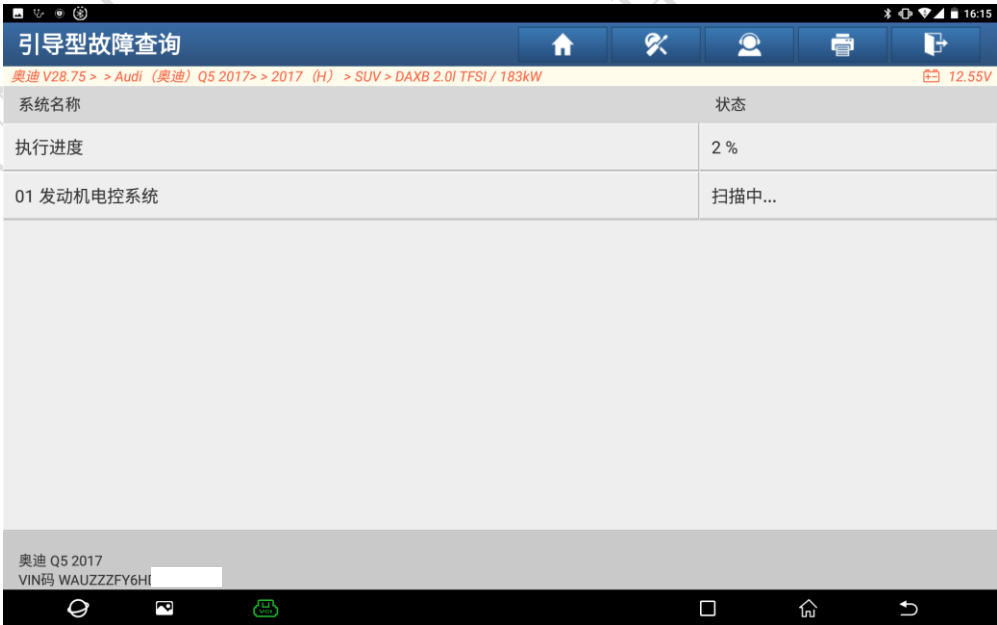 16:15
引导型故障查询
奥迪 V28.75 > > Audi（奥迪）Q5 2017> > 2017（H） > SUV > DAXB 2.0l TFSI / 183kW 12.55V
系统名称 状态
执行进度 2 %
01 发动机电控系统 扫描中...
奥迪 Q5 2017
VIN码 WAUZZZFY6H